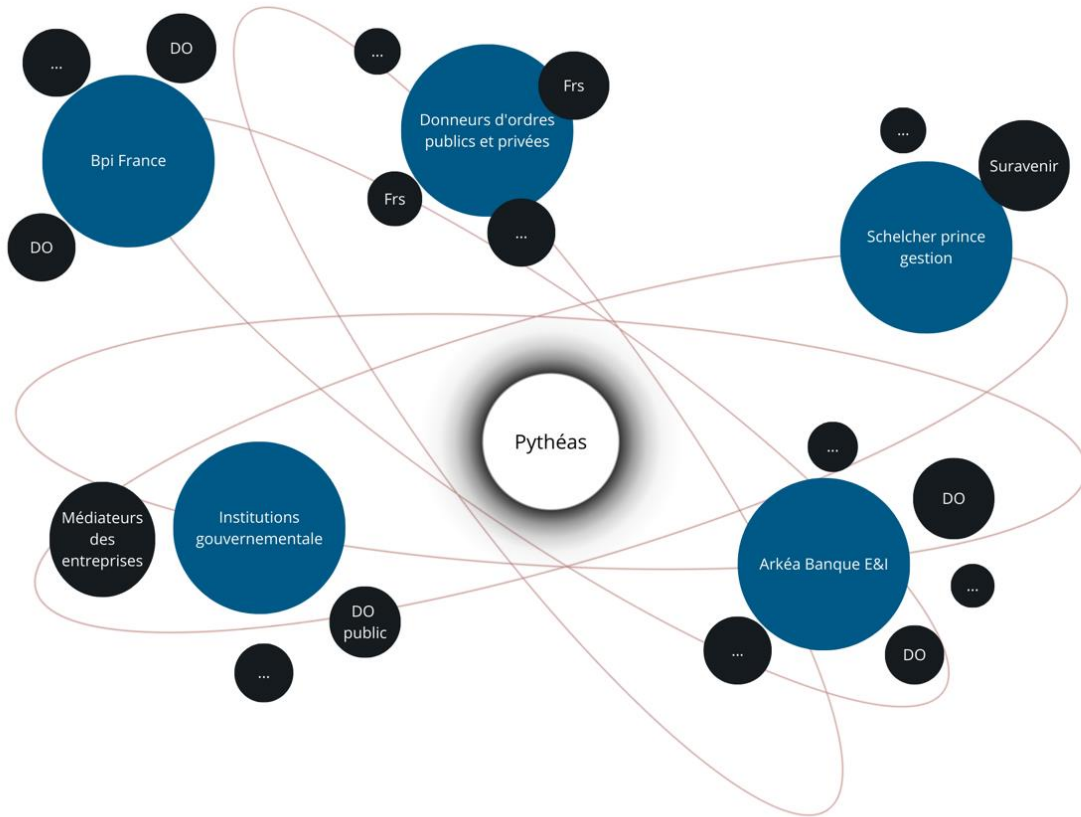 ...
DO
Bpi France
DO
...
Frs
Donneurs d'ordres
publics et privées
Frs
...
...
Suravenir
Schelcher prince
gestion
Pythéas
Médiateurs
des
entreprises
Institutions
gouvernementale
DO
public
...
...
DO
Arkéa Banque E&I
...
...
DO